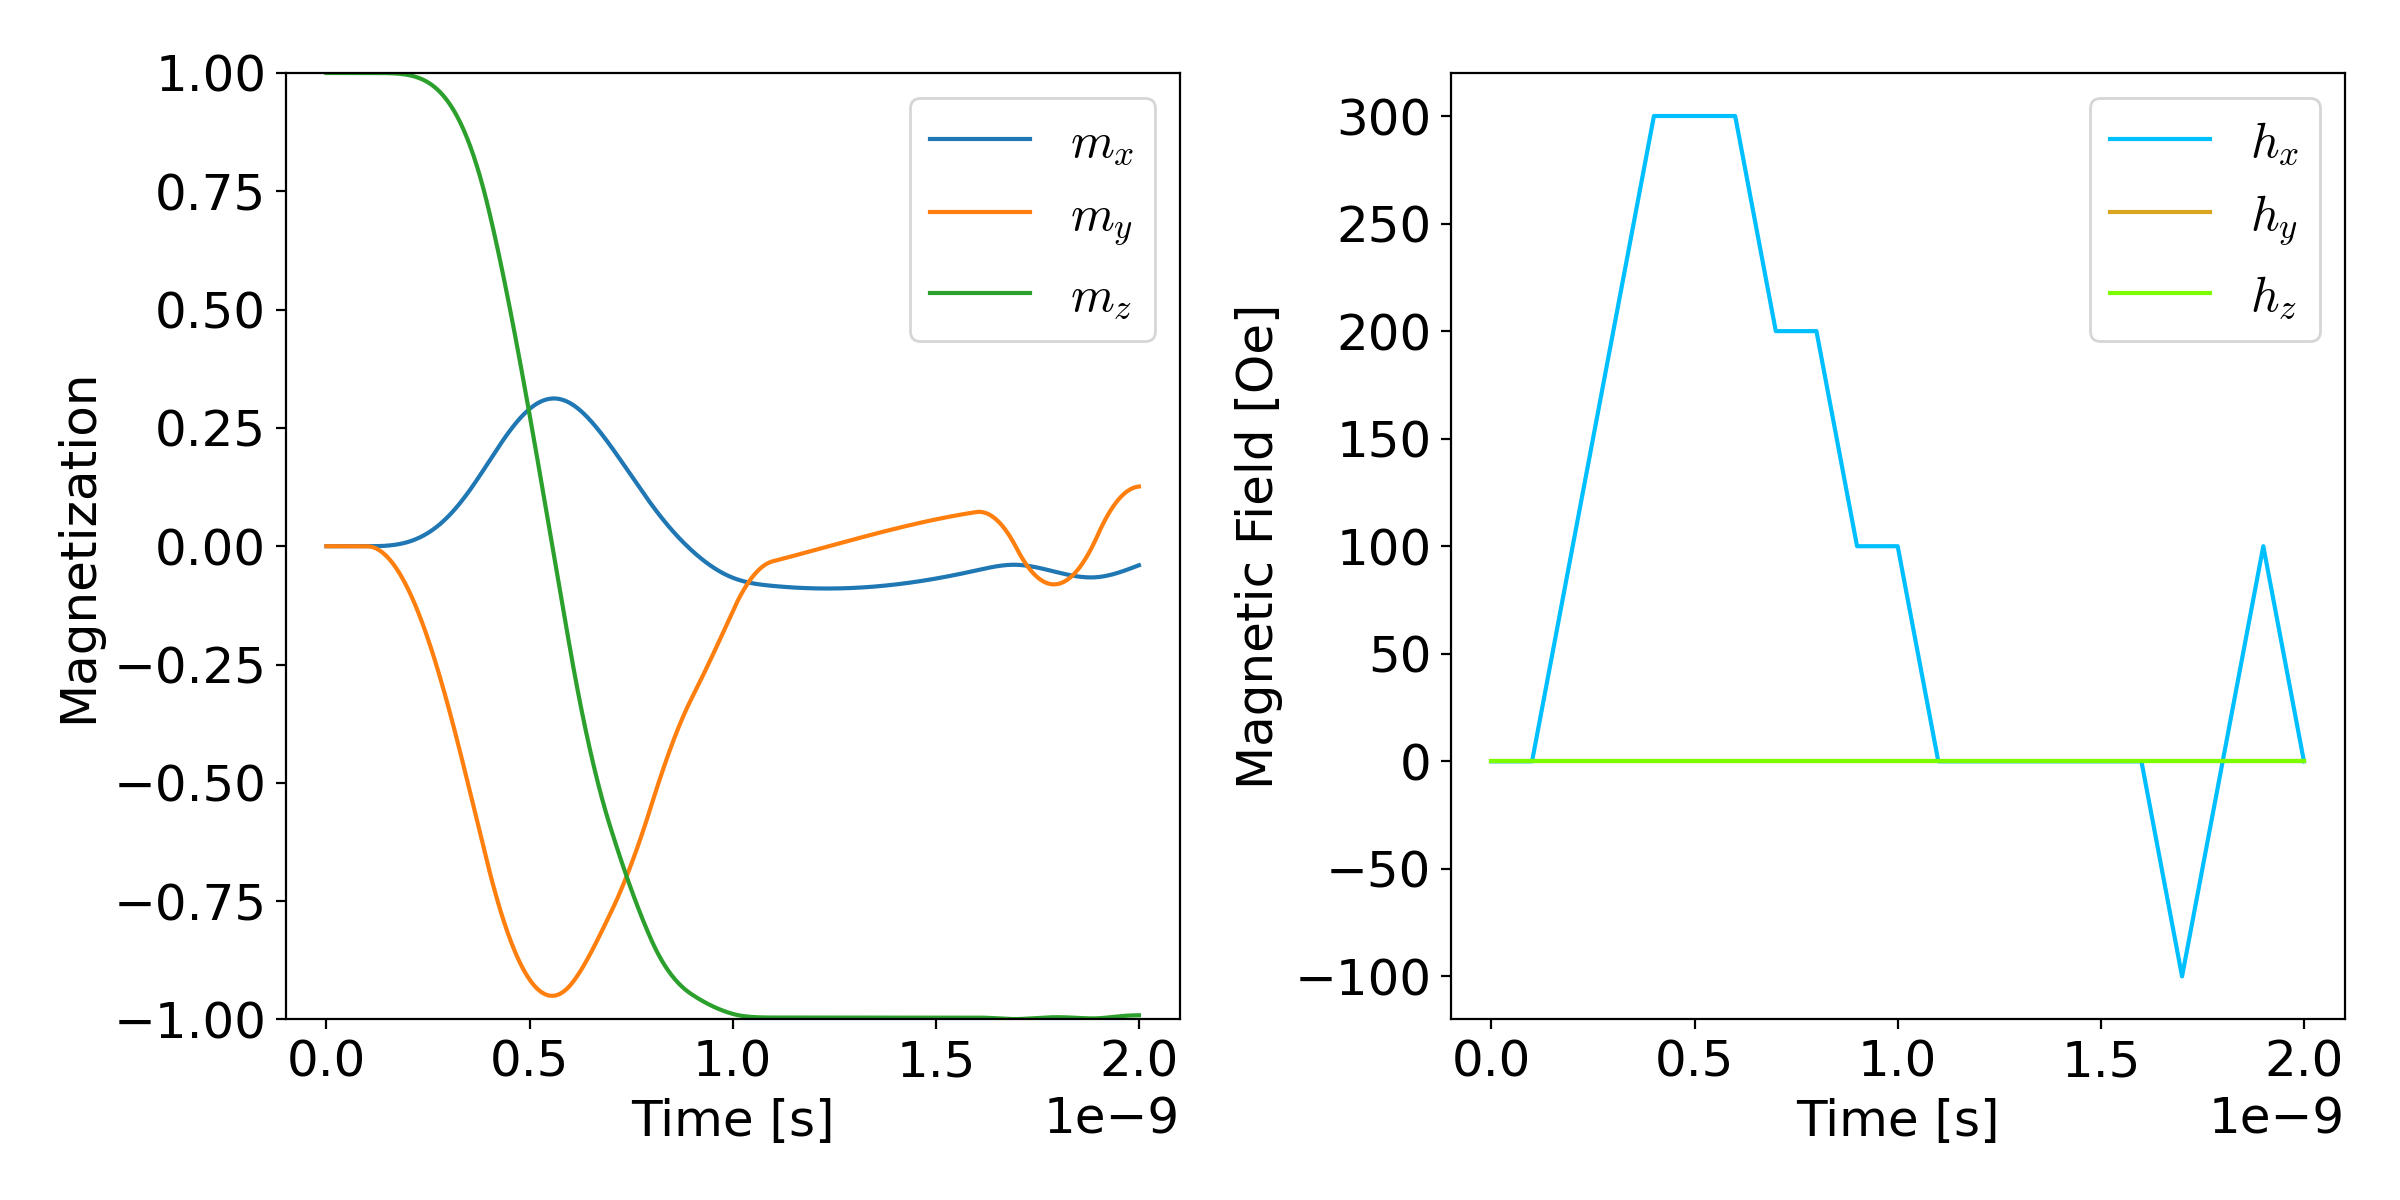 1.00
0.75
0.50
0.25
0.00
−0.25
−0.50
−0.75
−1.00
Magnetization
0.0 0.5 1.0 1.5 2.0
Time [s]
1e−9
m_x
m_y
m_z
300
250
200
150
100
50
0
−50
−100
Magnetic Field [Oe]
0.0 0.5 1.0 1.5 2.0
Time [s]
1e−9
h_x
h_y
h_z